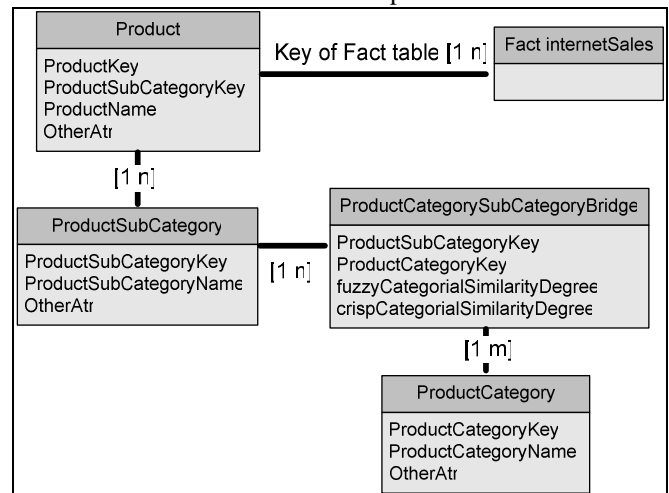 Product
ProductKey
ProductSubCategoryKey
ProductName
OtherAtr
Key of Fact table [1 n]
Fact internetSales
[1 n]
ProductSubCategory
ProductSubCategoryKey
ProductSubCategoryName
OtherAtr
[1 n]
ProductCategorySubCategoryBridge
ProductSubCategoryKey
ProductCategoryKey
fuzzyCategorialSimilarityDegree
crispCategorialSimilarityDegree
[1 m]
ProductCategory
ProductCategoryKey
ProductCategoryName
OtherAtr